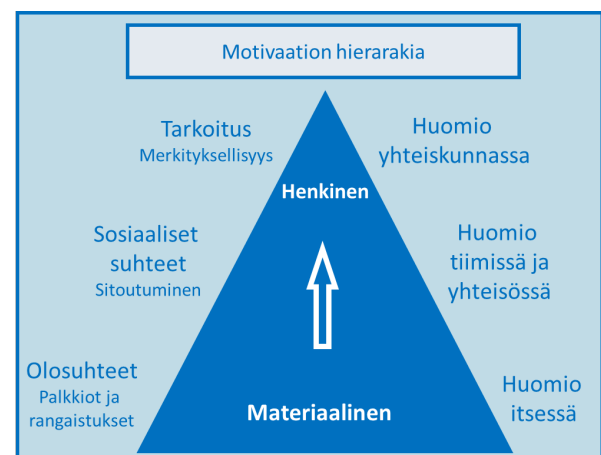 Motivaation hierarakia
Tarkoitus
Merkityksellisyys
Huomio
yhteiskunnassa
Henkinen
Sosiaaliset
suhteet
Sitoutuminen
Huomio
tiimissä ja
yhteisössä
Olosuhteet
Palkkiot ja
rangaistukset
Materiaalinen
Huomio
itsessä